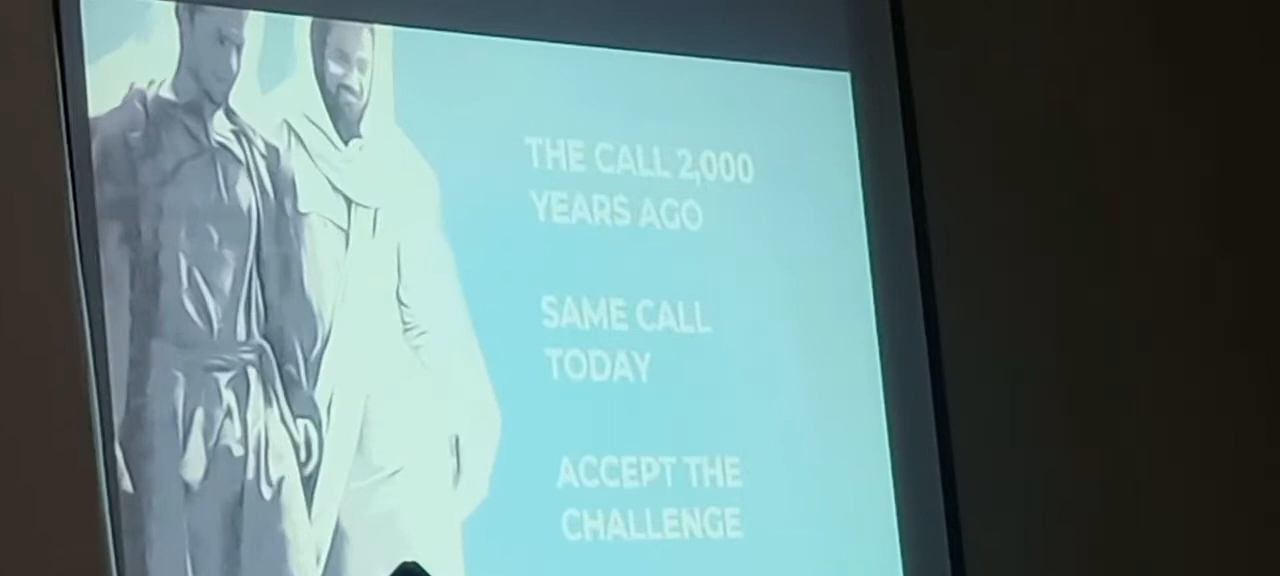 THE CALL 2,000
YEARS AGO
SAME CALL
TODAY
ACCEPT THE
CHALLENGE